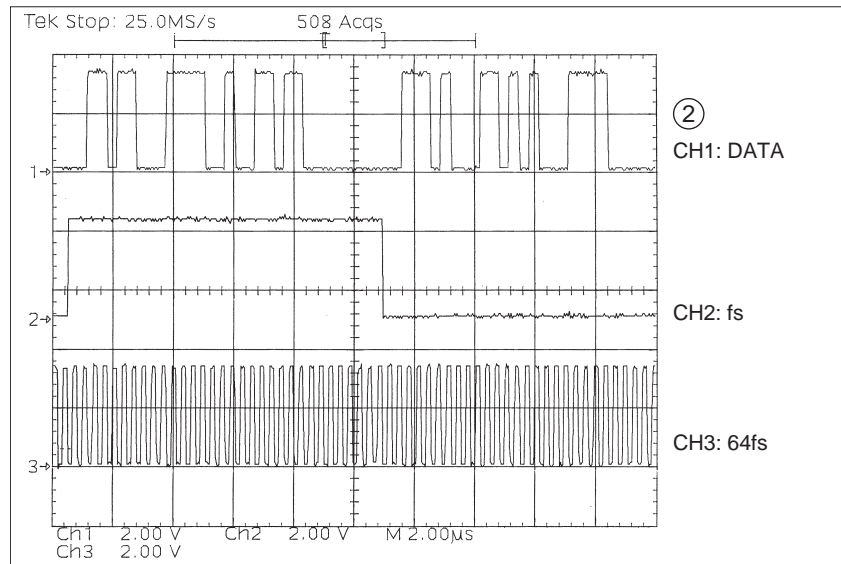 Tek Stop: 25.0MS/s 508 Acqs
②
CH1: DATA
1
CH2: fs
2
CH3: 64fs
3
Ch1 2.00 V Ch2 2.00 V M 2.00µs
Ch3 2.00 V